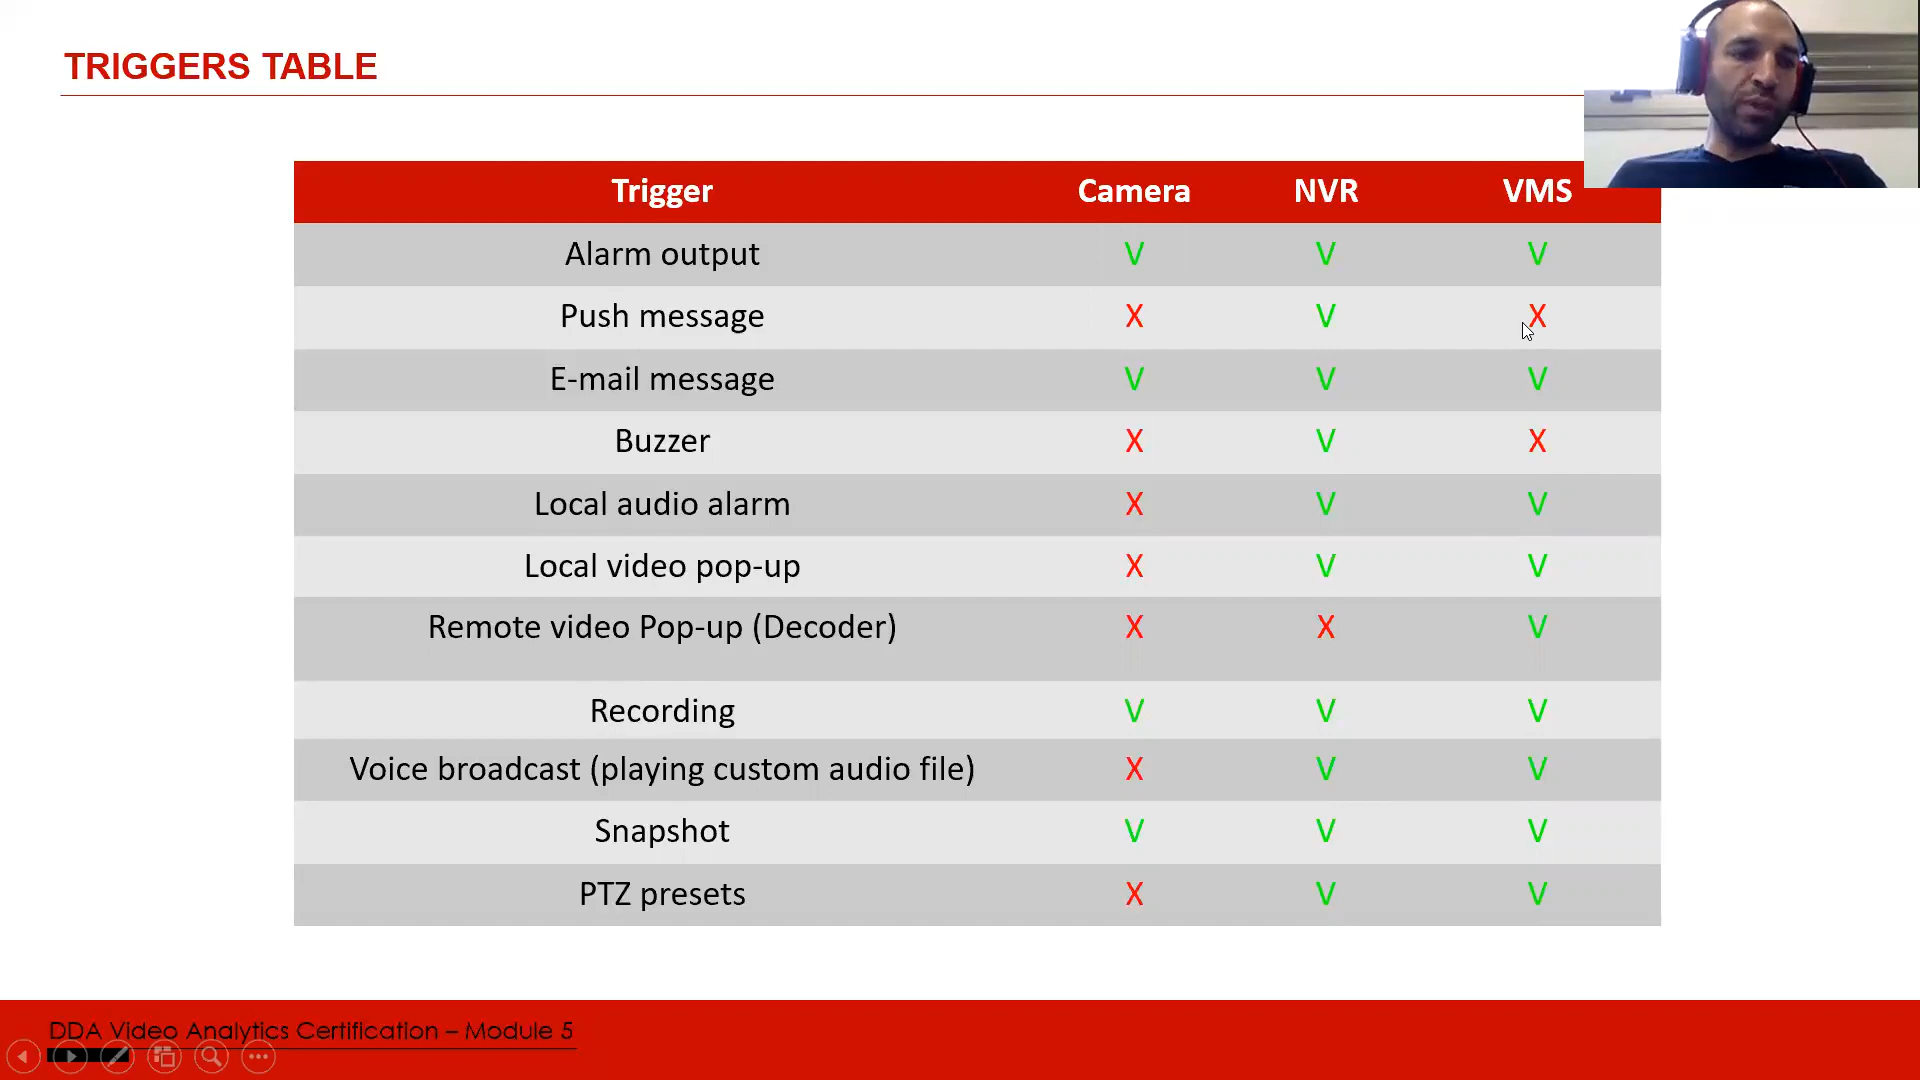 TRIGGERS TABLE
Trigger Camera NVR VMS
Alarm output V V V
Push message X V X
E-mail message V V V
Buzzer X V X
Local audio alarm X V V
Local video pop-up X V V
Remote video Pop-up (Decoder) X X V
Recording V V V
Voice broadcast (playing custom audio file) X V V
Snapshot V V V
PTZ presets X V V
DDA Video Analytics Certification – Module 5